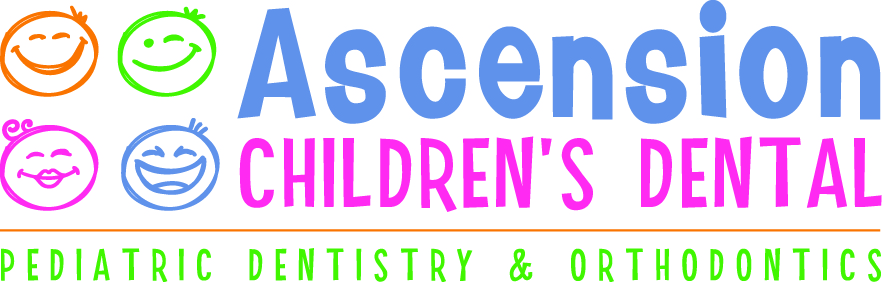 Ascension
CHILDREN'S DENTAL
PEDIATRIC DENTISTRY & ORTHODONTICS